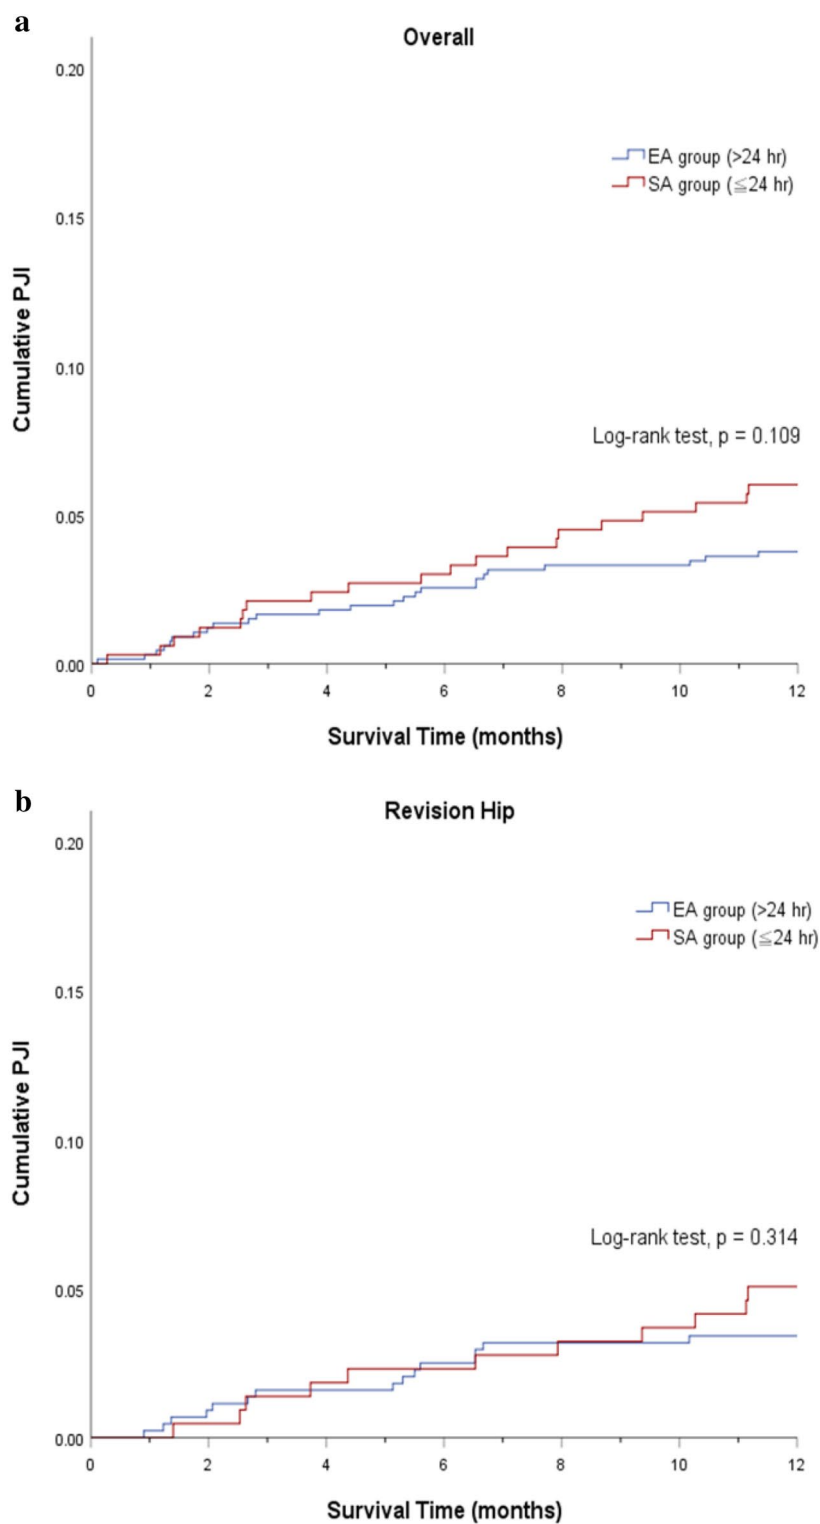 a
Overall
0.20
EA group (>24 hr)
SA group (≦24 hr)
0.15
Cumulative PJI
0.10
Log-rank test, p = 0.109
0.05
0.00
0 2 4 6 8 10 12
Survival Time (months)
b
Revision Hip
0.20
EA group (>24 hr)
SA group (≦24 hr)
0.15
Cumulative PJI
0.10
Log-rank test, p = 0.314
0.05
0.00
0 2 4 6 8 10 12
Survival Time (months)